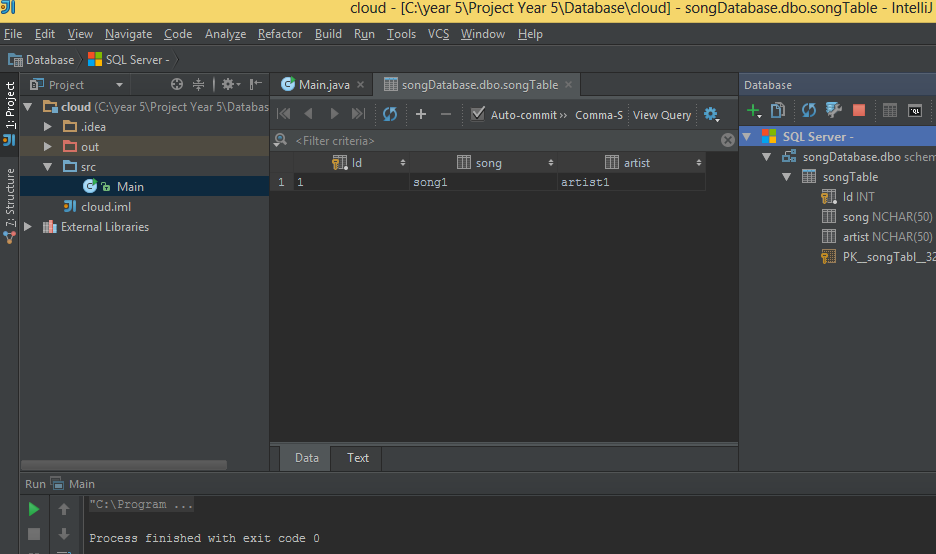 cloud - [C:\year 5\Project Year 5\Database\cloud] - songDatabase.dbo.songTable - IntelliJ
File Edit View Navigate Code Analyze Refactor Build Run Tools VCS Window Help
Database SQL Server -
1: Project
7: Structure
Project
cloud (C:\year 5\Project Year 5\Databas
.idea
out
src
Main
cloud.iml
External Libraries
Main.java songDatabase.dbo.songTable
Auto-commit ›› Comma-S View Query
<Filter criteria>
Id song artist
1 1 song1 artist1
Data Text
Database
SQL Server -
songDatabase.dbo schem
songTable
Id INT
song NCHAR(50)
artist NCHAR(50)
PK__songTabl__32
Run Main
"C:\Program ...
Process finished with exit code 0